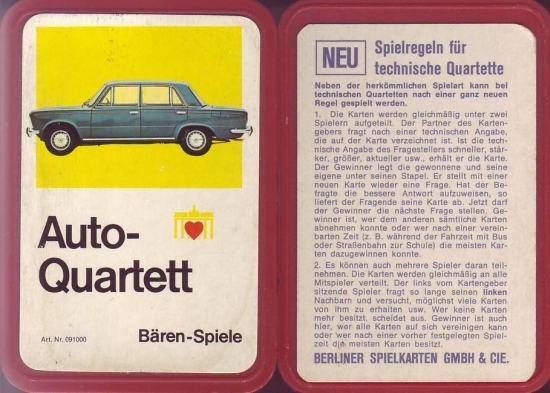 Auto-
Quartett
Art. Nr. 091000
Bären-Spiele
NEU
Spielregeln für
technische Quartette
Neben der herkömmlichen Spielart kann bei
technischen Quartetten nach einer ganz neuen
Regel gespielt werden.
1. Die Karten werden gleichmäßig unter zwei
Spielern aufgeteilt. Der Partner des Karten-
gebers fragt nach einer technischen Angabe,
die auf der Karte verzeichnet ist. Ist die tech-
nische Angabe des Fragestellers schneller, stär-
ker, größer, aktueller usw., erhält er die Karte.
Der Gewinner legt die gewonnene und seine
eigene unter seinen Stapel. Er stellt mit einer
neuen Karte wieder eine Frage. Hat der Be-
fragte die bessere Antwort aufzuweisen, so
liefert der Fragende seine Karte ab. Jetzt darf
der Gewinner die nächste Frage stellen. Ge-
winner ist, wer dem anderen sämtliche Karten
abnehmen konnte oder wer nach einer verein-
barten Zeit (z. B. während der Fahrzeit mit Bus
oder Straßenbahn zur Schule) die meisten Kar-
ten dazugewinnen konnte.
2. Es können auch mehrere Spieler daran teil-
nehmen. Die Karten werden gleichmäßig an alle
Mitspieler verteilt. Der links vom Kartengeber
sitzende Spieler fragt so lange seinen linken
Nachbarn und versucht, möglichst viele Karten
von ihm zu erhalten usw. Wer keine Karten
mehr besitzt, scheidet aus. Gewinner ist auch
hier, wer alle Karten auf sich vereinigen kann
oder wer nach einer vorher festgelegten Spiel-
zeit die meisten Karten besitzt.
BERLINER SPIELKARTEN GMBH & CIE.